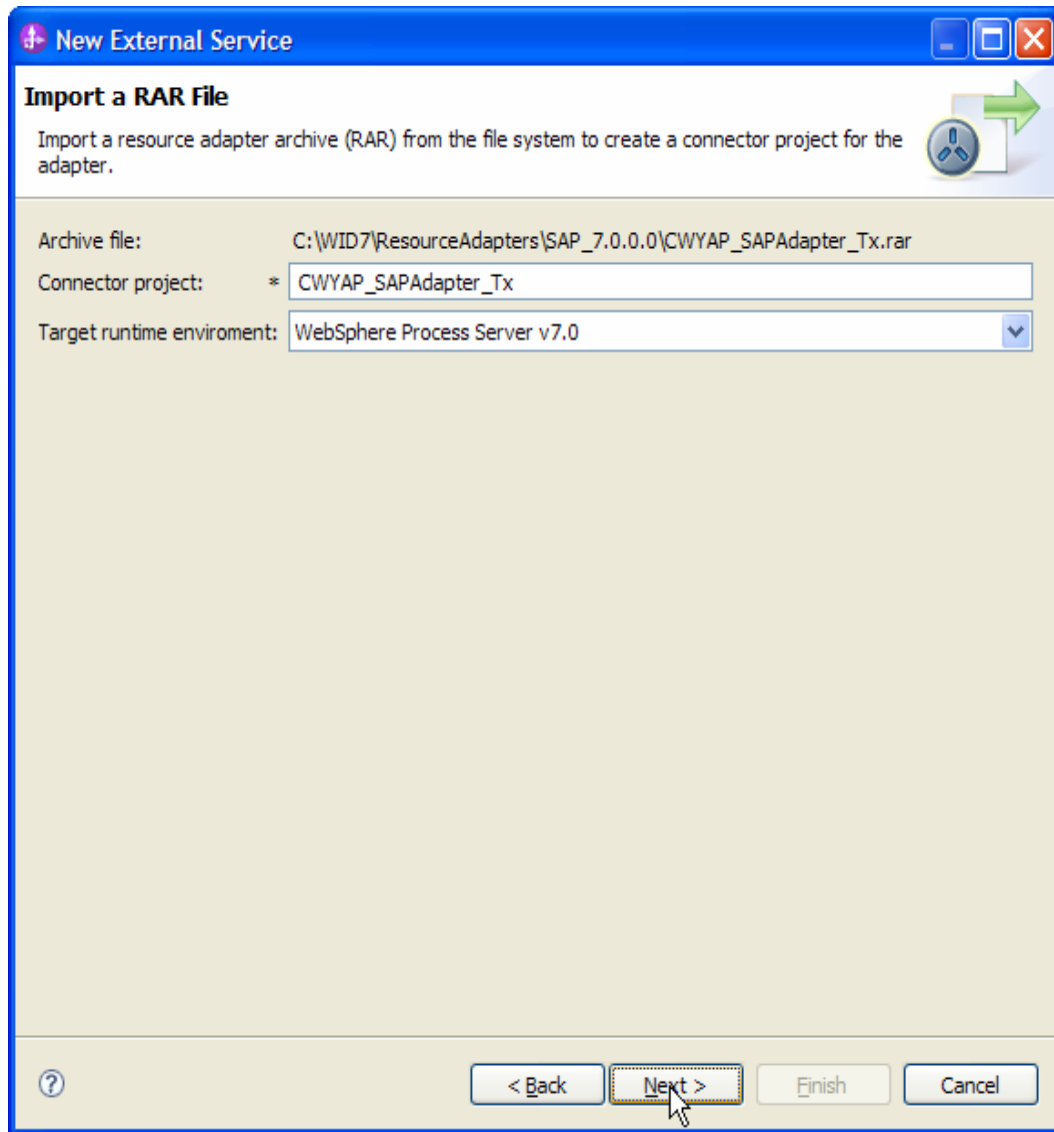 New External Service
Import a RAR File
Import a resource adapter archive (RAR) from the file system to create a connector project for the
adapter.
Archive file: C:\WID7\ResourceAdapters\SAP_7.0.0.0\CWYAP_SAPAdapter_Tx.rar
Connector project: * CWYAP_SAPAdapter_Tx
Target runtime enviroment: WebSphere Process Server v7.0
? < Back Next > Finish Cancel